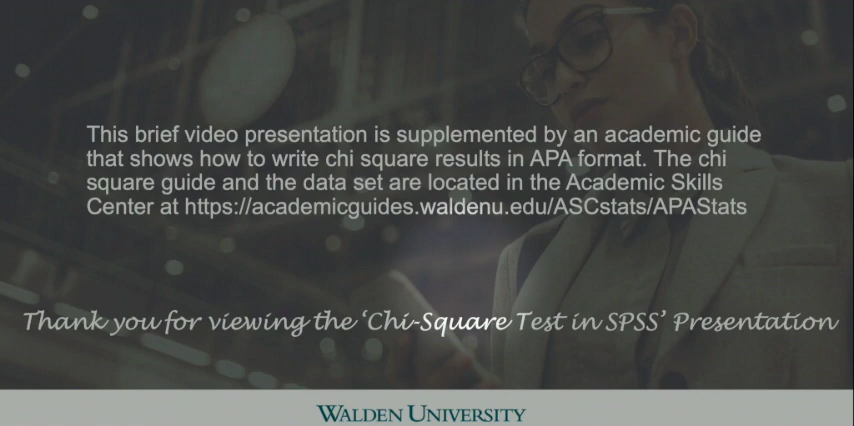 This brief video presentation is supplemented by an academic guide
that shows how to write chi square results in APA format. The chi
square guide and the data set are located in the Academic Skills
Center at https://academicguides.waldenu.edu/ASCstats/APAStats
Thank you for viewing the ‘Chi-Square Test in SPSS’ Presentation
WALDEN UNIVERSITY